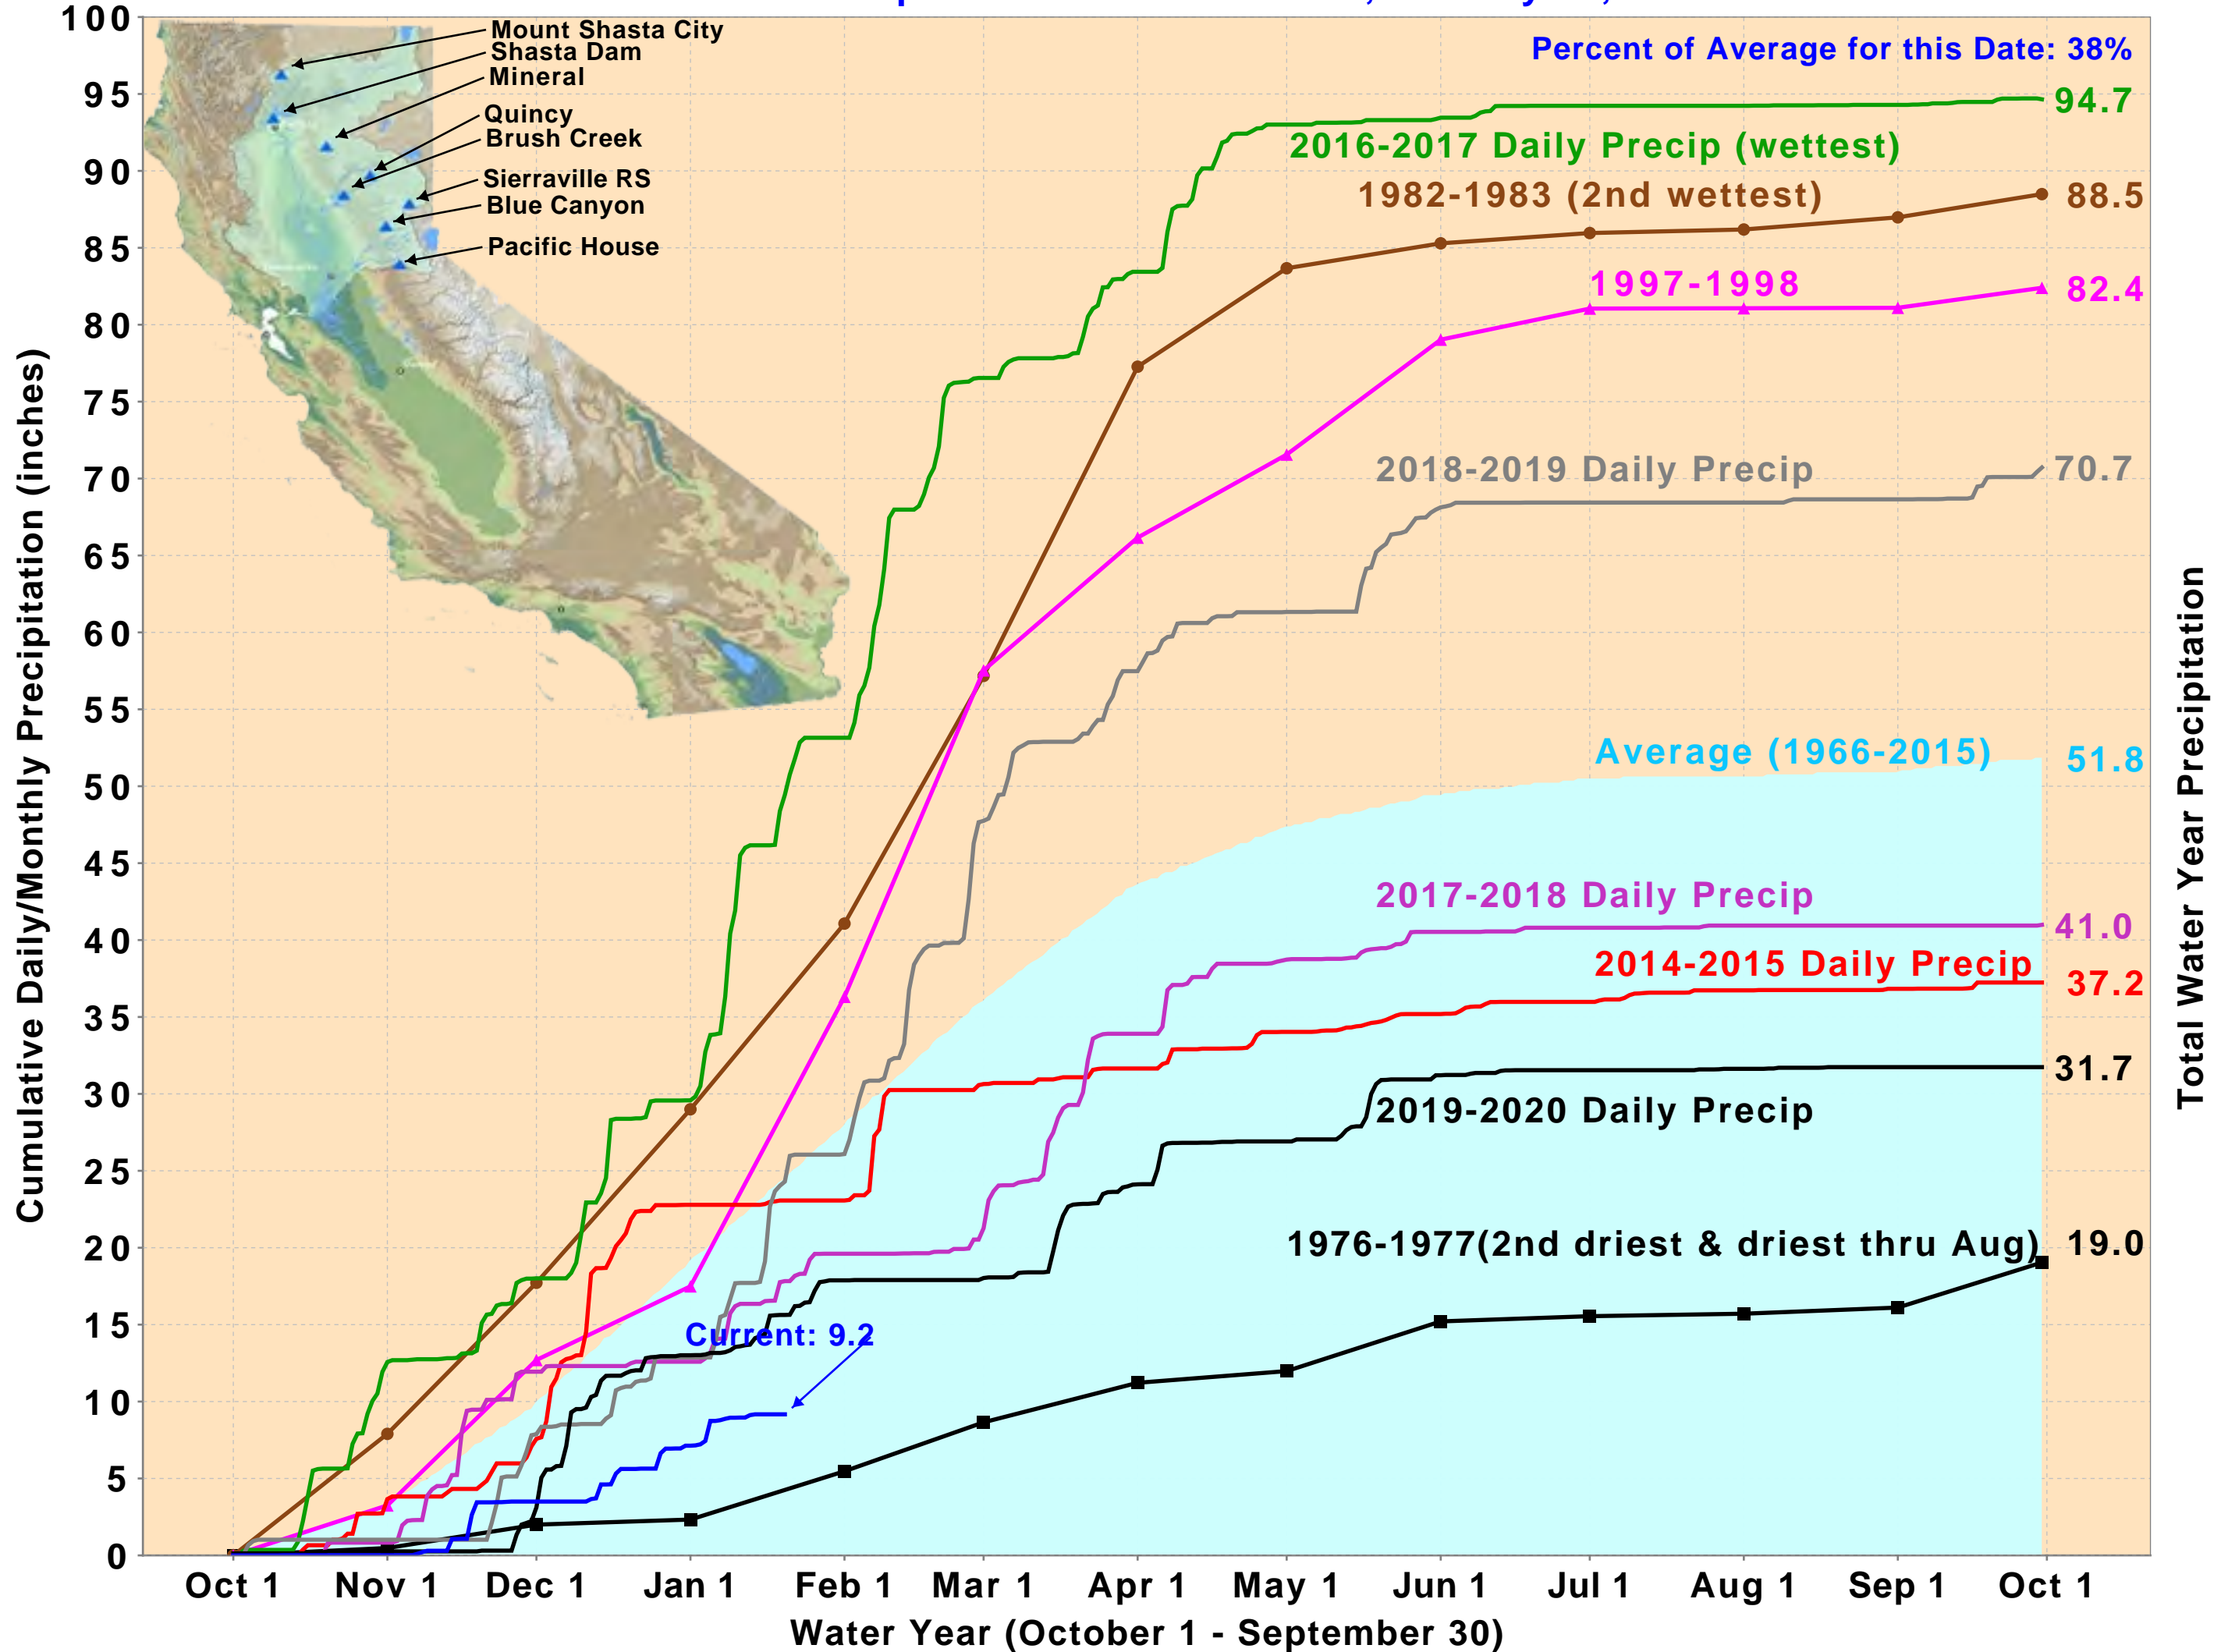 Percent of Average for this Date: 38%
Mount Shasta City
Shasta Dam
Mineral
Quincy
Brush Creek
Sierraville RS
Blue Canyon
Pacific House
100
95
90
85
80
75
70
65
60
55
50
45
40
35
30
25
20
15
10
5
0
Cumulative Daily/Monthly Precipitation (inches)
2016-2017 Daily Precip (wettest)
94.7
1982-1983 (2nd wettest)
88.5
1997-1998
82.4
2018-2019 Daily Precip
70.7
Average (1966-2015)
51.8
2017-2018 Daily Precip
41.0
2014-2015 Daily Precip
37.2
31.7
2019-2020 Daily Precip
1976-1977(2nd driest & driest thru Aug)
19.0
Current: 9.2
Total Water Year Precipitation
Oct 1 Nov 1 Dec 1 Jan 1 Feb 1 Mar 1 Apr 1 May 1 Jun 1 Jul 1 Aug 1 Sep 1 Oct 1
Water Year (October 1 - September 30)